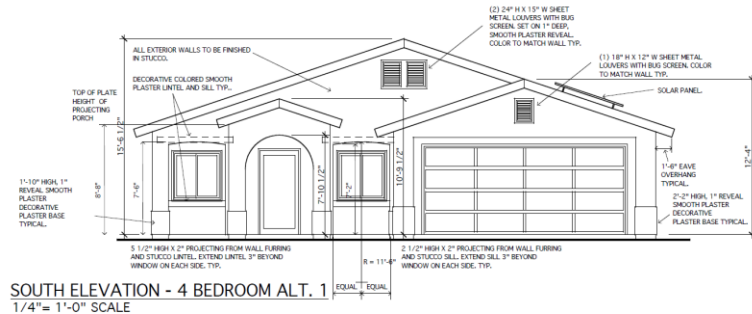 (2) 24" H X 15" W SHEET
METAL LOUVERS WITH BUG
SCREEN. SET ON 1" DEEP,
SMOOTH PLASTER REVEAL.
COLOR TO MATCH WALL TYP.
ALL EXTERIOR WALLS TO BE FINISHED
IN STUCCO.
(1) 18" H X 12" W SHEET METAL
LOUVERS WITH BUG SCREEN. COLOR
TO MATCH WALL TYP.
DECORATIVE COLORED SMOOTH
PLASTER LINTEL AND SILL TYP..
SOLAR PANEL.
TOP OF PLATE
HEIGHT OF
PROJECTING
PORCH
15'-6 1/2"
8'-8"
7'-6"
7'-10 1/2"
7'-2"
10'-9 1/2"
12'-4"
1'-6" EAVE
OVERHANG
TYPICAL.
1'-10" HIGH, 1"
REVEAL SMOOTH
PLASTER
DECORATIVE
PLASTER BASE
TYPICAL.
2'-2" HIGH, 1" REVEAL
SMOOTH PLASTER
DECORATIVE
PLASTER BASE TYPICAL.
3 1/2" HIGH X 2" PROJECTING FROM WALL FURRING
AND STUCCO LINTEL. EXTEND LINTEL 3" BEYOND
WINDOW ON EACH SIDE. TYP.
R = 11'-6"
2 1/2" HIGH X 2" PROJECTING FROM WALL FURRING
AND STUCCO SILL. EXTEND SILL 3" BEYOND
WINDOW ON EACH SIDE. TYP.
EQUAL EQUAL
SOUTH ELEVATION - 4 BEDROOM ALT. 1
1/4"= 1'-0" SCALE